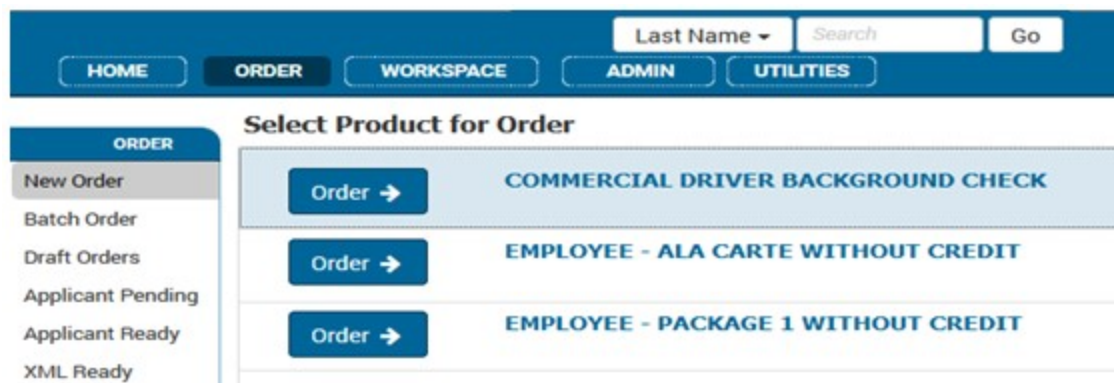 Last Name Search Go
HOME ORDER WORKSPACE ADMIN UTILITIES
Select Product for Order
ORDER
New Order
Batch Order
Draft Orders
Applicant Pending
Applicant Ready
XML Ready
Order → COMMERCIAL DRIVER BACKGROUND CHECK
Order → EMPLOYEE - ALA CARTE WITHOUT CREDIT
Order → EMPLOYEE - PACKAGE 1 WITHOUT CREDIT